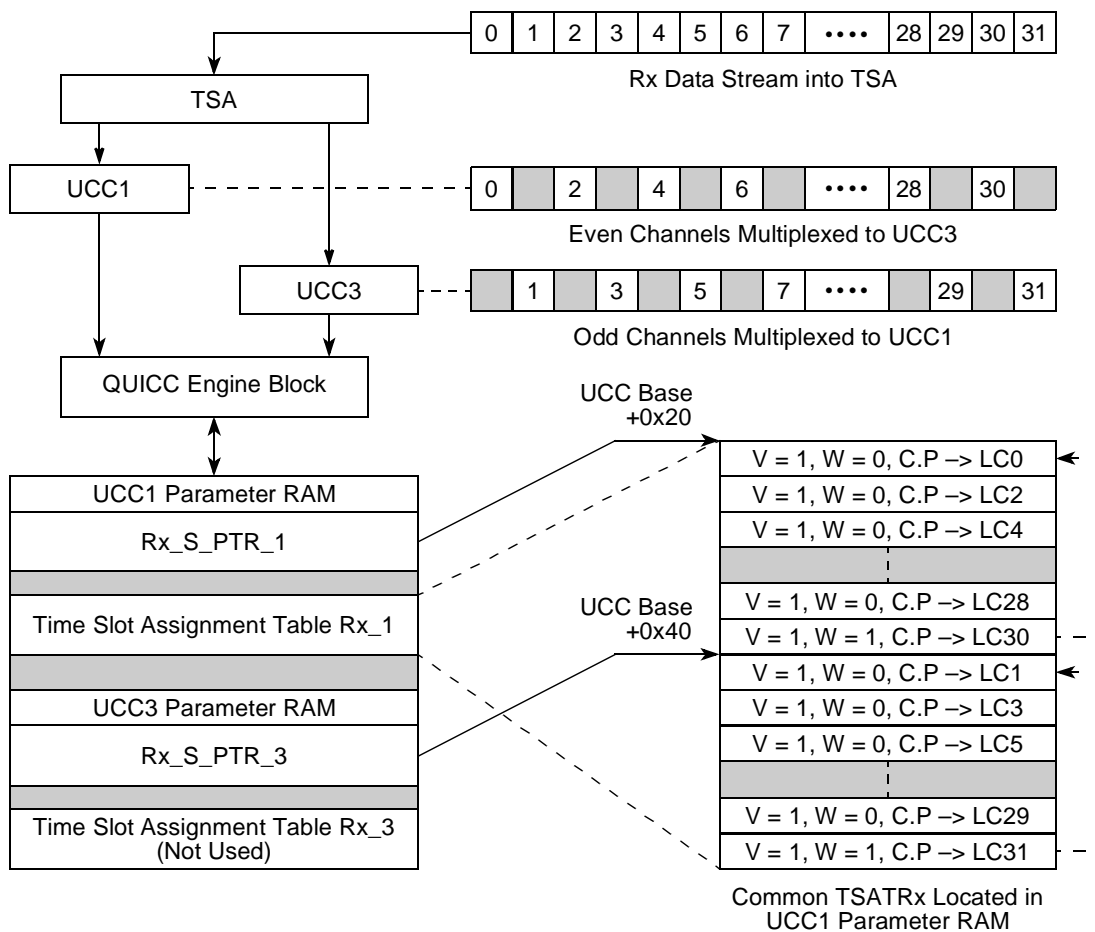 0 1 2 3 4 5 6 7 •••• 28 29 30 31
Rx Data Stream into TSA
TSA
UCC1
0 2 4 6 •••• 28 30
Even Channels Multiplexed to UCC3
UCC3
1 3 5 7 •••• 29 31
Odd Channels Multiplexed to UCC1
QUICC Engine Block
UCC1 Parameter RAM
Rx_S_PTR_1
Time Slot Assignment Table Rx_1
UCC3 Parameter RAM
Rx_S_PTR_3
Time Slot Assignment Table Rx_3
(Not Used)
UCC Base
+0x20
UCC Base
+0x40
V = 1, W = 0, C.P –> LC0
V = 1, W = 0, C.P –> LC2
V = 1, W = 0, C.P –> LC4
V = 1, W = 0, C.P –> LC28
V = 1, W = 1, C.P –> LC30
V = 1, W = 0, C.P –> LC1
V = 1, W = 0, C.P –> LC3
V = 1, W = 0, C.P –> LC5
V = 1, W = 0, C.P –> LC29
V = 1, W = 1, C.P –> LC31
Common TSATRx Located in
UCC1 Parameter RAM